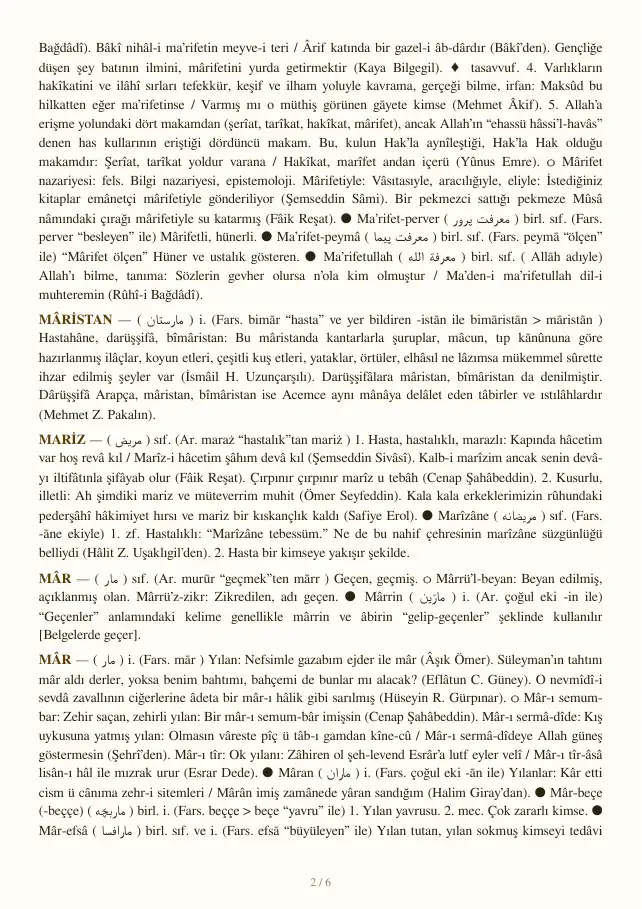 Bağdâdî). Bâkî nihâl-i ma’rifetin meyve-i teri / Ârif katında bir gazel-i âb-dârdır (Bâkî’den). Gençliğe
düşen şey batının ilmini, mârifetini yurda getirmektir (Kaya Bilgegil). ♦ tasavvuf. 4. Varlıkların
hakîkatini ve ilâhî sırları tefekkür, keşif ve ilham yoluyle kavrama, gerçeği bilme, irfan: Maksûd bu
hilkatten eğer ma’rifetinse / Varmış mı o müthiş görünen gāyete kimse (Mehmet Âkif). 5. Allah’a
erişme yolundaki dört makamdan (şerîat, tarîkat, hakîkat, mârifet), ancak Allah’ın “ehassü hâssi’l-havâs”
denen has kullarının eriştiği dördüncü makam. Bu, kulun Hak’la aynîleştiği, Hak’la Hak olduğu
makamdır: Şerîat, tarîkat yoldur varana / Hakîkat, marîfet andan içerü (Yûnus Emre). o Mârifet
nazariyesi: fels. Bilgi nazariyesi, epistemoloji. Mârifetiyle: Vâsıtasıyle, aracılığıyle, eliyle: İstediğiniz
kitaplar emânetçi mârifetiyle gönderiliyor (Şemseddin Sâmi). Bir pekmezci sattığı pekmeze Mûsâ
nâmındaki çırağı mârifetiyle su katarmış (Fâik Reşat). ● Ma’rifet-perver ( معرفت پرور ) birl. sıf. (Fars.
perver “besleyen” ile) Mârifetli, hünerli. ● Ma’rifet-peymâ ( معرفت پيما ) birl. sıf. (Fars. peymā “ölçen”
ile) “Mârifet ölçen” Hüner ve ustalık gösteren. ● Ma’rifetullah ( معرفة الله ) birl. sıf. ( Allāh adıyle)
Allah’ı bilme, tanıma: Sözlerin gevher olursa n’ola kim olmuştur / Ma’den-i ma’rifetullah dil-i
muhteremin (Rûhî-i Bağdâdî).
MÂRİSTAN — ( مارستان ) i. (Fars. bimār “hasta” ve yer bildiren -istān ile bimāristān > māristān )
Hastahâne, darüşşifâ, bîmâristan: Bu mâristanda kantarlarla şuruplar, mâcun, tıp kānûnuna göre
hazırlanmış ilâçlar, koyun etleri, çeşitli kuş etleri, yataklar, örtüler, elhâsıl ne lâzımsa mükemmel sûrette
ihzar edilmiş şeyler var (İsmâil H. Uzunçarşılı). Darüşşifâlara mâristan, bîmâristan da denilmiştir.
Dârüşşifâ Arapça, mâristan, bîmâristan ise Acemce aynı mânâya delâlet eden tâbirler ve ıstılâhlardır
(Mehmet Z. Pakalın).
MARİZ — ( مريض ) sıf. (Ar. maraż “hastalık”tan mariż ) 1. Hasta, hastalıklı, marazlı: Kapında hâcetim
var hoş revâ kıl / Marîz-i hâcetim şâhım devâ kıl (Şemseddin Sivâsî). Kalb-i marîzim ancak senin devâ-
yı iltifâtınla şifâyab olur (Fâik Reşat). Çırpınır çırpınır marîz u tebâh (Cenap Şahâbeddin). 2. Kusurlu,
illetli: Ah şimdiki mariz ve müteverrim muhit (Ömer Seyfeddin). Kala kala erkeklerimizin rûhundaki
pederşâhî hâkimiyet hırsı ve mariz bir kıskançlık kaldı (Safiye Erol). ● Marîzâne ( مريضانه ) sıf. (Fars.
-āne ekiyle) 1. zf. Hastalıklı: “Marîzâne tebessüm.” Ne de bu nahif çehresinin marîzâne süzgünlüğü
belliydi (Hâlit Z. Uşaklıgil’den). 2. Hasta bir kimseye yakışır şekilde.
MÂR — ( مار ) sıf. (Ar. murūr “geçmek”ten mārr ) Geçen, geçmiş. o Mârrü’l-beyan: Beyan edilmiş,
açıklanmış olan. Mârrü’z-zikr: Zikredilen, adı geçen. ● Mârrin ( مارّين ) i. (Ar. çoğul eki -in ile)
“Geçenler” anlamındaki kelime genellikle mârrin ve âbirin “gelip-geçenler” şeklinde kullanılır
[Belgelerde geçer].
MÂR — ( مار ) i. (Fars. mār ) Yılan: Nefsimle gazabım ejder ile mâr (Âşık Ömer). Süleyman’ın tahtını
mâr aldı derler, yoksa benim bahtımı, bahçemi de bunlar mı alacak? (Eflâtun C. Güney). O nevmîdî-i
sevdâ zavallının ciğerlerine âdeta bir mâr-ı hâlik gibi sarılmış (Hüseyin R. Gürpınar). o Mâr-ı semum-
bar: Zehir saçan, zehirli yılan: Bir mâr-ı semum-bâr imişsin (Cenap Şahâbeddin). Mâr-ı sermâ-dîde: Kış
uykusuna yatmış yılan: Olmasın vâreste pîç ü tâb-ı gamdan kîne-cû / Mâr-ı sermâ-dîdeye Allah güneş
göstermesin (Şehrî’den). Mâr-ı tîr: Ok yılanı: Zâhiren ol şeh-levend Esrâr’a lutf eyler velî / Mâr-ı tîr-âsâ
lisân-ı hâl ile mızrak urur (Esrar Dede). ● Mâran ( ماران ) i. (Fars. çoğul eki -ān ile) Yılanlar: Kâr etti
cism ü cânıma zehr-i sitemleri / Mârân imiş zamânede yâran sandığım (Halim Giray’dan). ● Mâr-beçe
(-beççe) ( ماربچّه ) birl. i. (Fars. beççe > beçe “yavru” ile) 1. Yılan yavrusu. 2. mec. Çok zararlı kimse. ●
Mâr-efsâ ( مارافسا ) birl. sıf. ve i. (Fars. efsā “büyüleyen” ile) Yılan tutan, yılan sokmuş kimseyi tedâvi
2 / 6